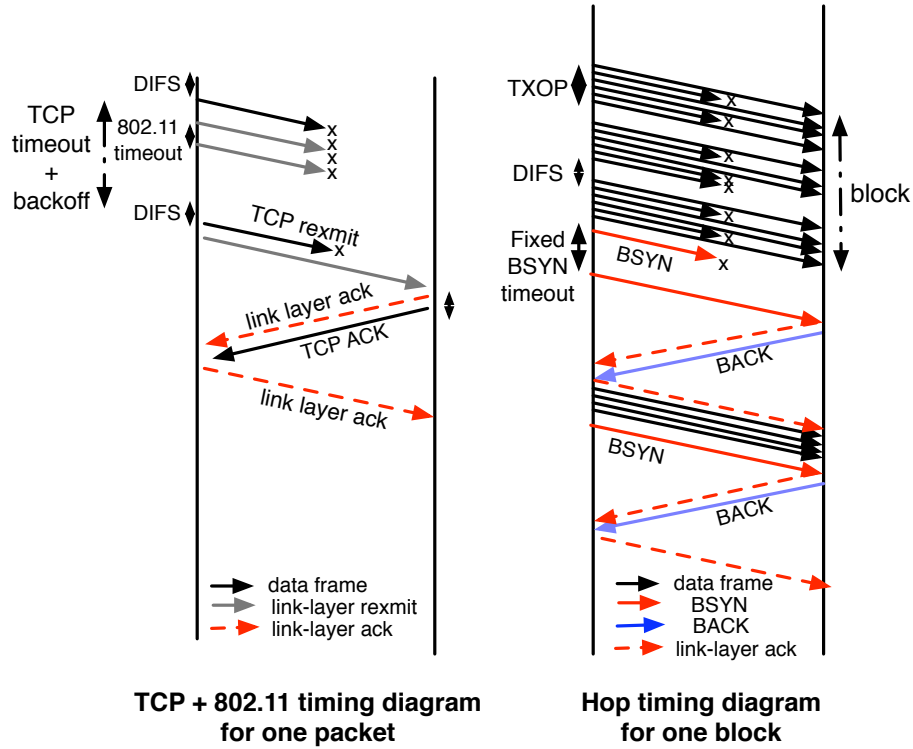 DIFS
TCP
timeout
+
backoff
802.11
timeout
x
x
x
x
DIFS
TCP rexmit
x
link layer ack
TCP ACK
link layer ack
data frame
link-layer rexmit
link-layer ack
TCP + 802.11 timing diagram
for one packet
TXOP
x
x
DIFS
x
x
x
x
x
block
Fixed
BSYN
timeout
BSYN
x
BACK
BSYN
BACK
data frame
BSYN
BACK
link-layer ack
Hop timing diagram
for one block